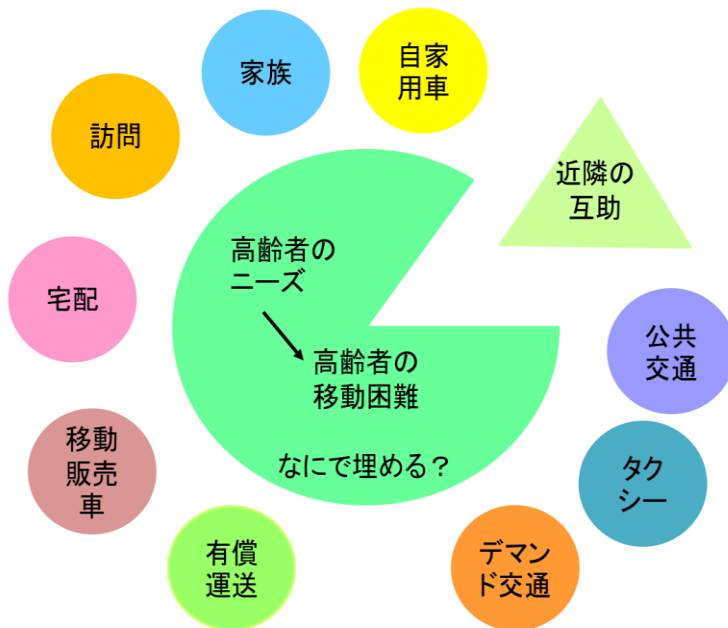 家族
自家
用車
訪問
近隣の
互助
高齢者の
ニーズ
宅配
公共
交通
高齢者の
移動困難
移動
販売
車
なにで埋める？
タク
シー
有償
運送
デマン
ド交通